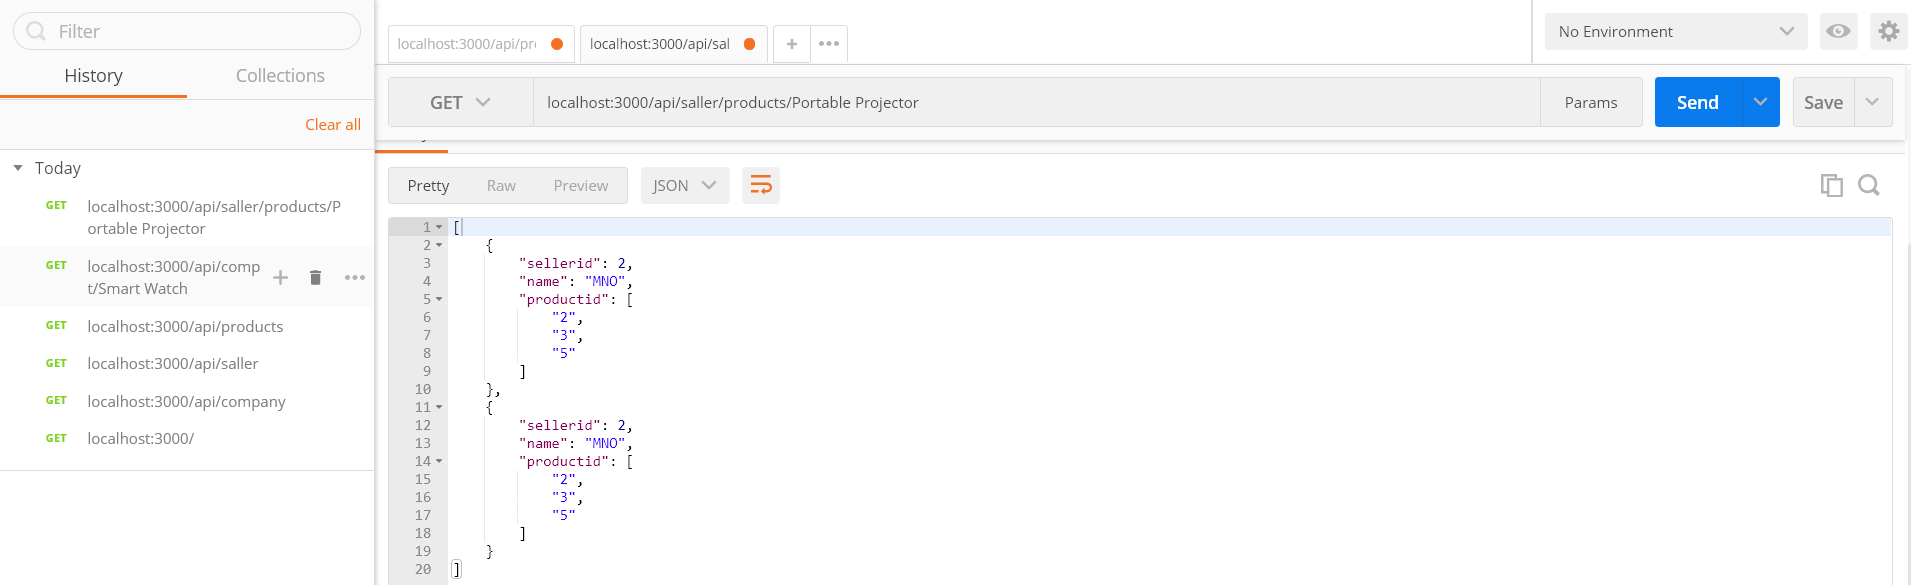 Filter
History
Collections
Clear all
Today
GET localhost:3000/api/saller/products/P
ortable Projector
GET localhost:3000/api/comp
t/Smart Watch
GET localhost:3000/api/products
GET localhost:3000/api/saller
GET localhost:3000/api/company
GET localhost:3000/
localhost:3000/api/pr
localhost:3000/api/sal
No Environment
GET
localhost:3000/api/saller/products/Portable Projector
Params
Send
Save
Pretty
Raw
Preview
JSON
1 [
2 {
3 "sellerid": 2,
4 "name": "MNO",
5 "productid": [
6 "2",
7 "3",
8 "5"
9 ]
10 },
11 {
12 "sellerid": 2,
13 "name": "MNO",
14 "productid": [
15 "2",
16 "3",
17 "5"
18 ]
19 }
20 ]